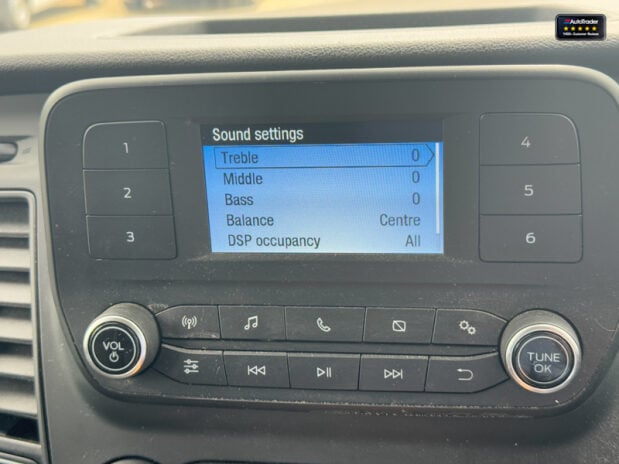 AutoTrader
Sound settings
Treble 0
Middle 0
Bass 0
Balance Centre
DSP occupancy All
1
2
3
4
5
6
VOL
TUNE
OK